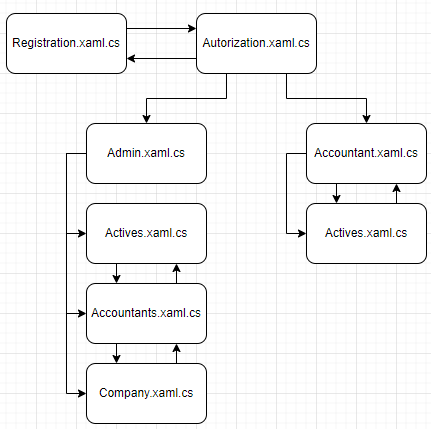 Registration.xaml.cs
Autorization.xaml.cs
Admin.xaml.cs
Accountant.xaml.cs
Actives.xaml.cs
Actives.xaml.cs
Accountants.xaml.cs
Company.xaml.cs